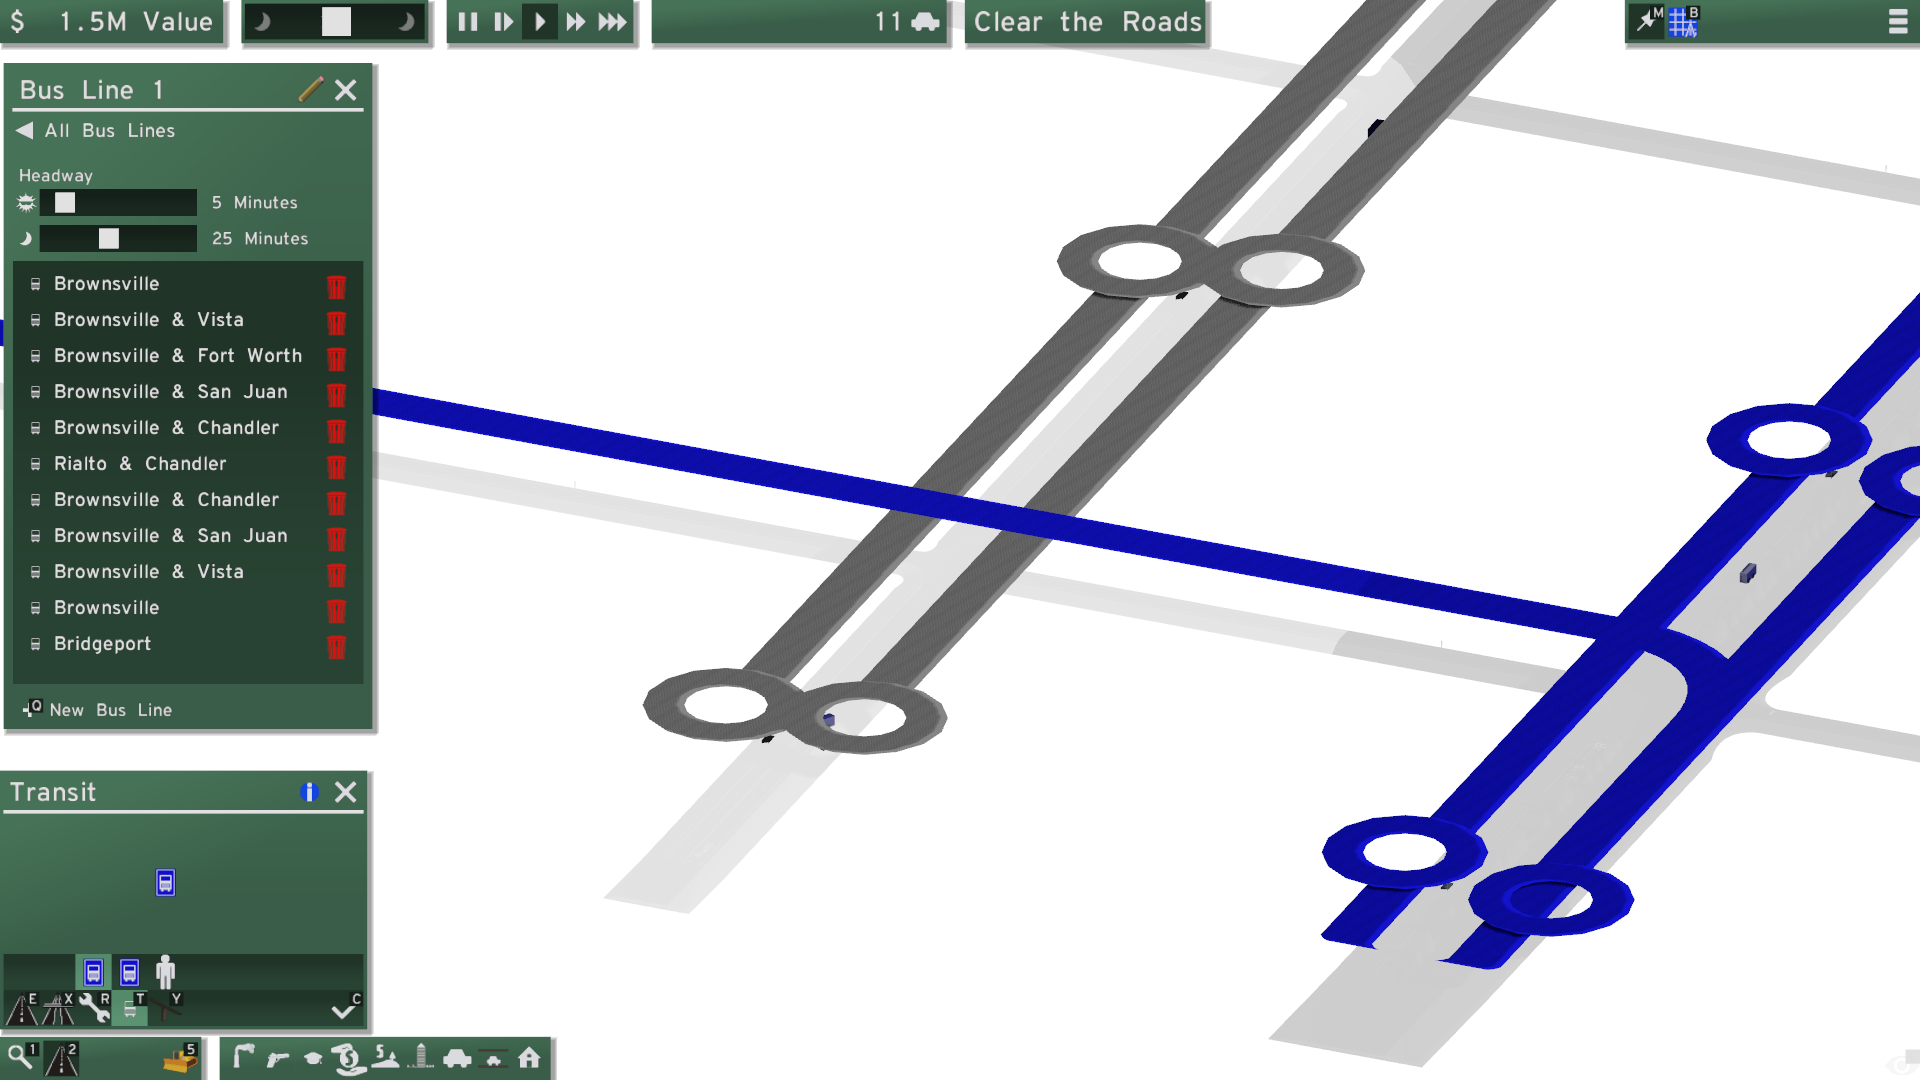 $ 1.5M Value
11
Clear the Roads
M
B
Bus Line 1
All Bus Lines
Headway
5 Minutes
25 Minutes
Brownsville
Brownsville & Vista
Brownsville & Fort Worth
Brownsville & San Juan
Brownsville & Chandler
Rialto & Chandler
Brownsville & Chandler
Brownsville & San Juan
Brownsville & Vista
Brownsville
Bridgeport
Q New Bus Line
Transit
E X R T Y C
1 2 5